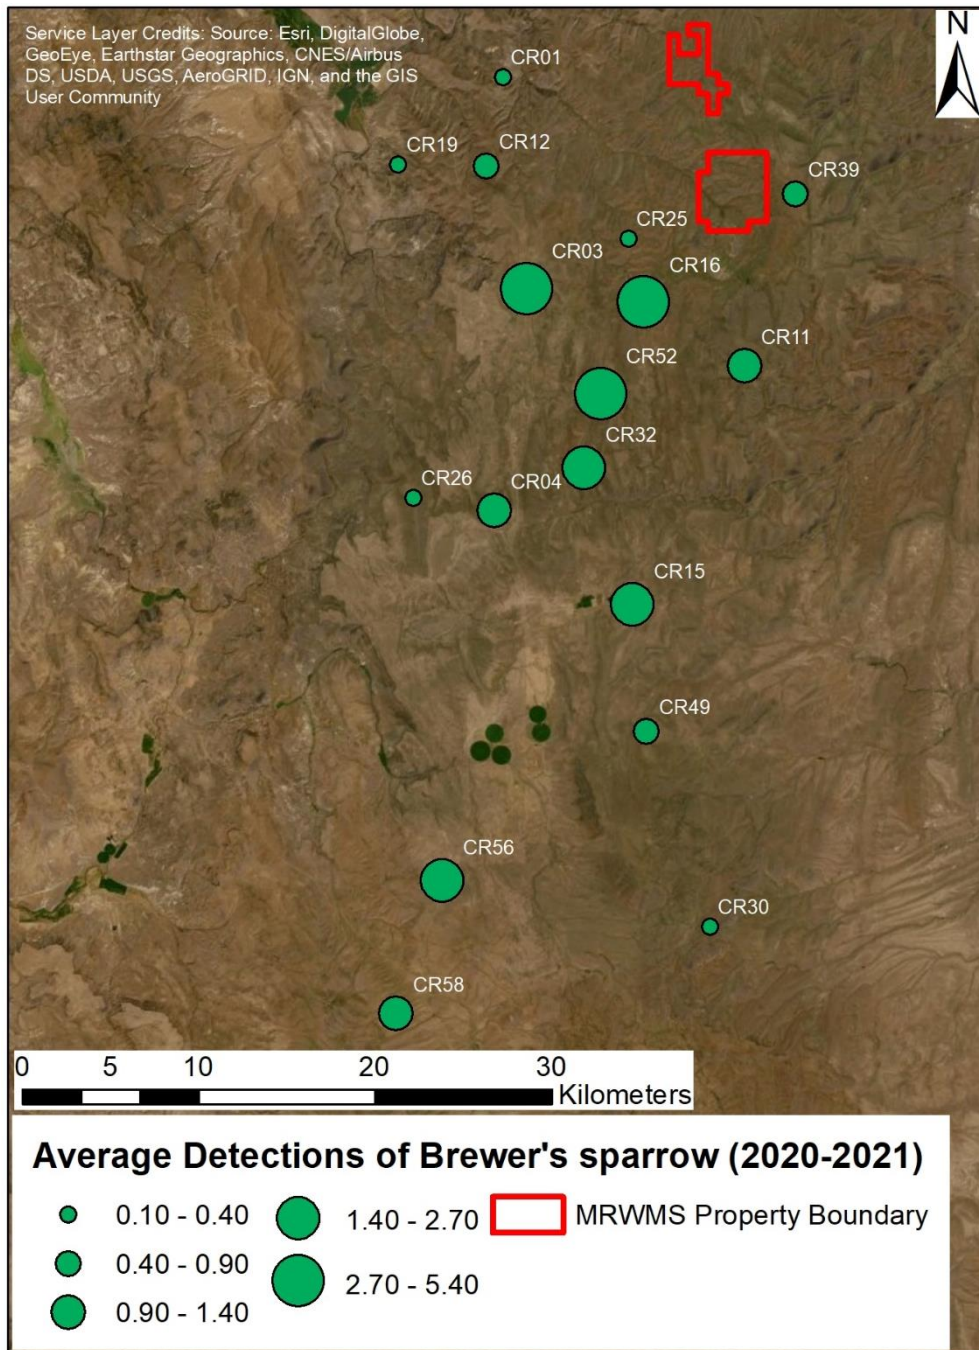 Service Layer Credits: Source: Esri, DigitalGlobe,
GeoEye, Earthstar Geographics, CNES/Airbus
DS, USDA, USGS, AeroGRID, IGN, and the GIS
User Community
N
CR01
CR19
CR12
CR39
CR25
CR03
CR16
CR11
CR52
CR32
CR26
CR04
CR15
CR49
CR56
CR30
CR58
0 5 10 20 30
Kilometers
Average Detections of Brewer's sparrow (2020-2021)
0.10 - 0.40
0.40 - 0.90
0.90 - 1.40
1.40 - 2.70
2.70 - 5.40
MRWMS Property Boundary